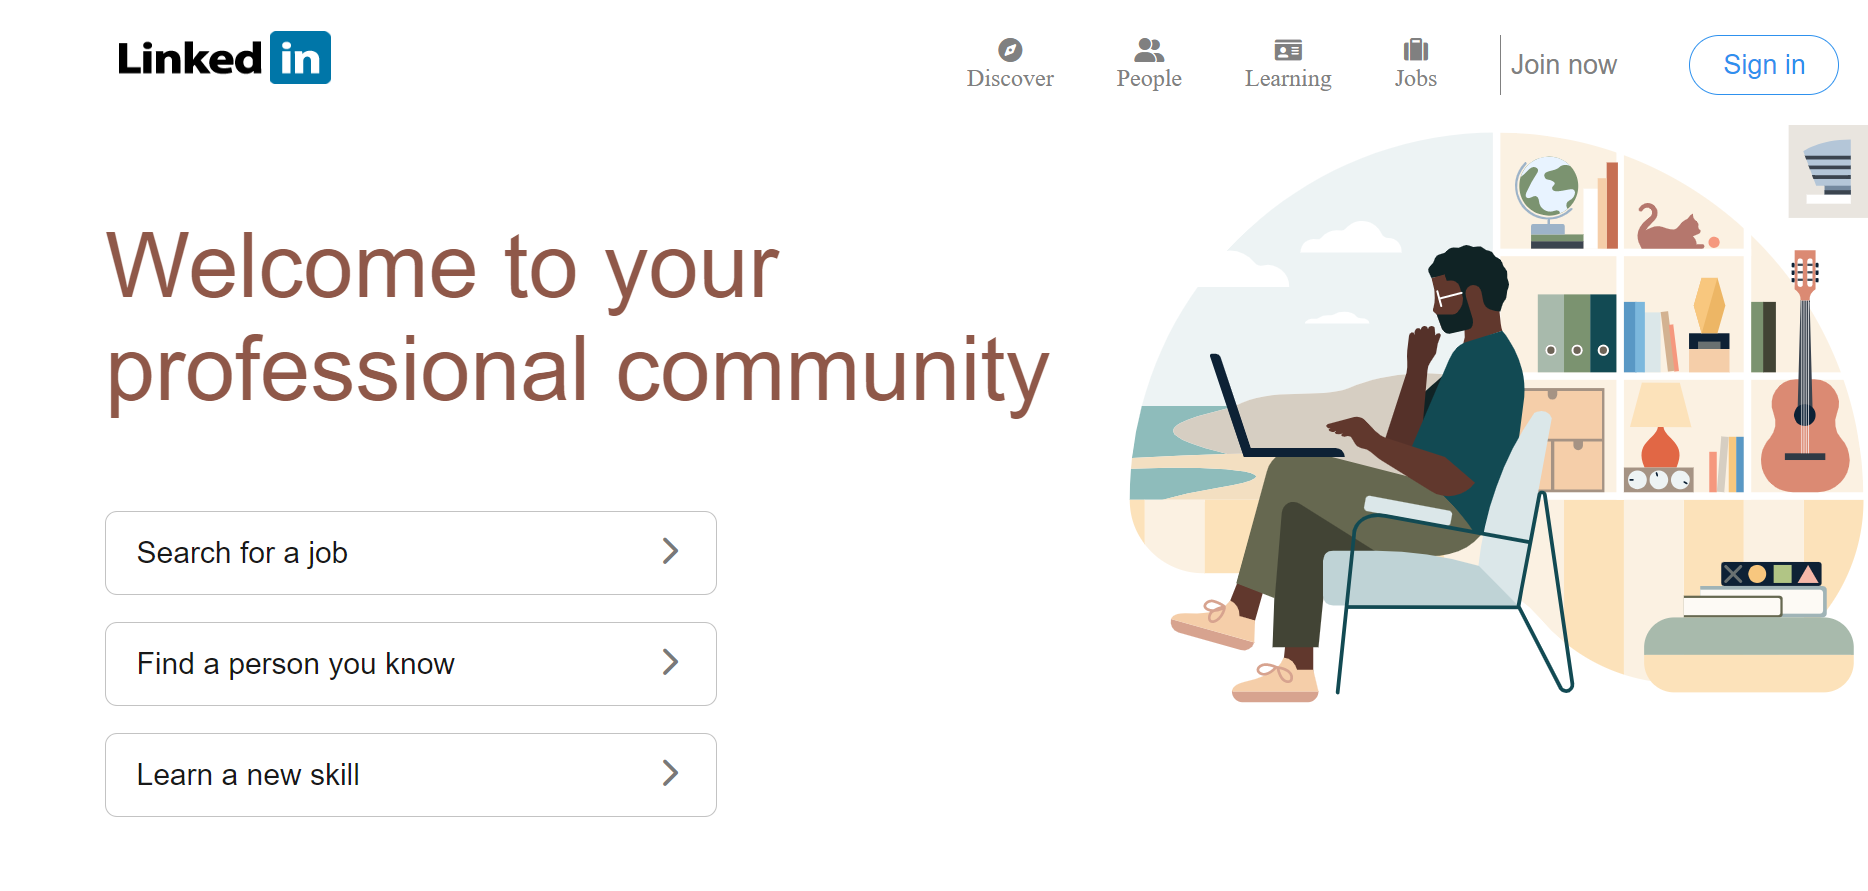 Linked in
Discover
People
Learning
Jobs
Join now
Sign in
Welcome to your
professional community
Search for a job
Find a person you know
Learn a new skill